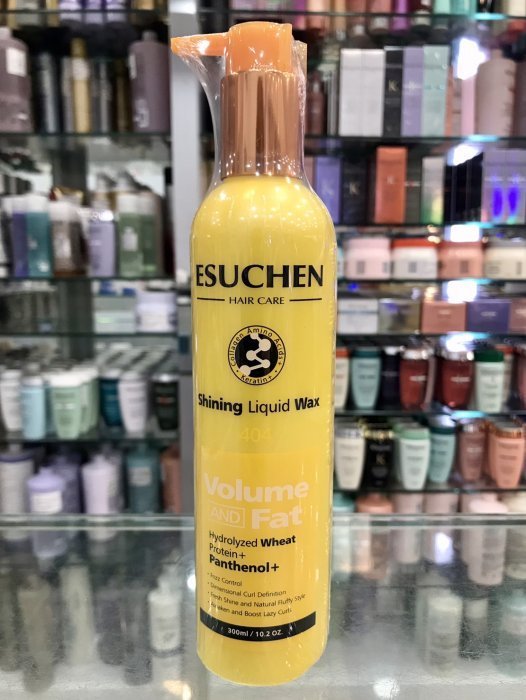 ESUCHEN
HAIR CARE
Collagen Amino Acids
Keratin+
Shining Liquid Wax
404
Volume
AND Fat
Hydrolyzed Wheat
Protein+
Panthenol+
• Frizz Control
• Dimensional Curl Definition
• Fresh Shine and Natural Fluffy Style
• Awaken and Boost Lazy Curls
300ml / 10.2 OZ.